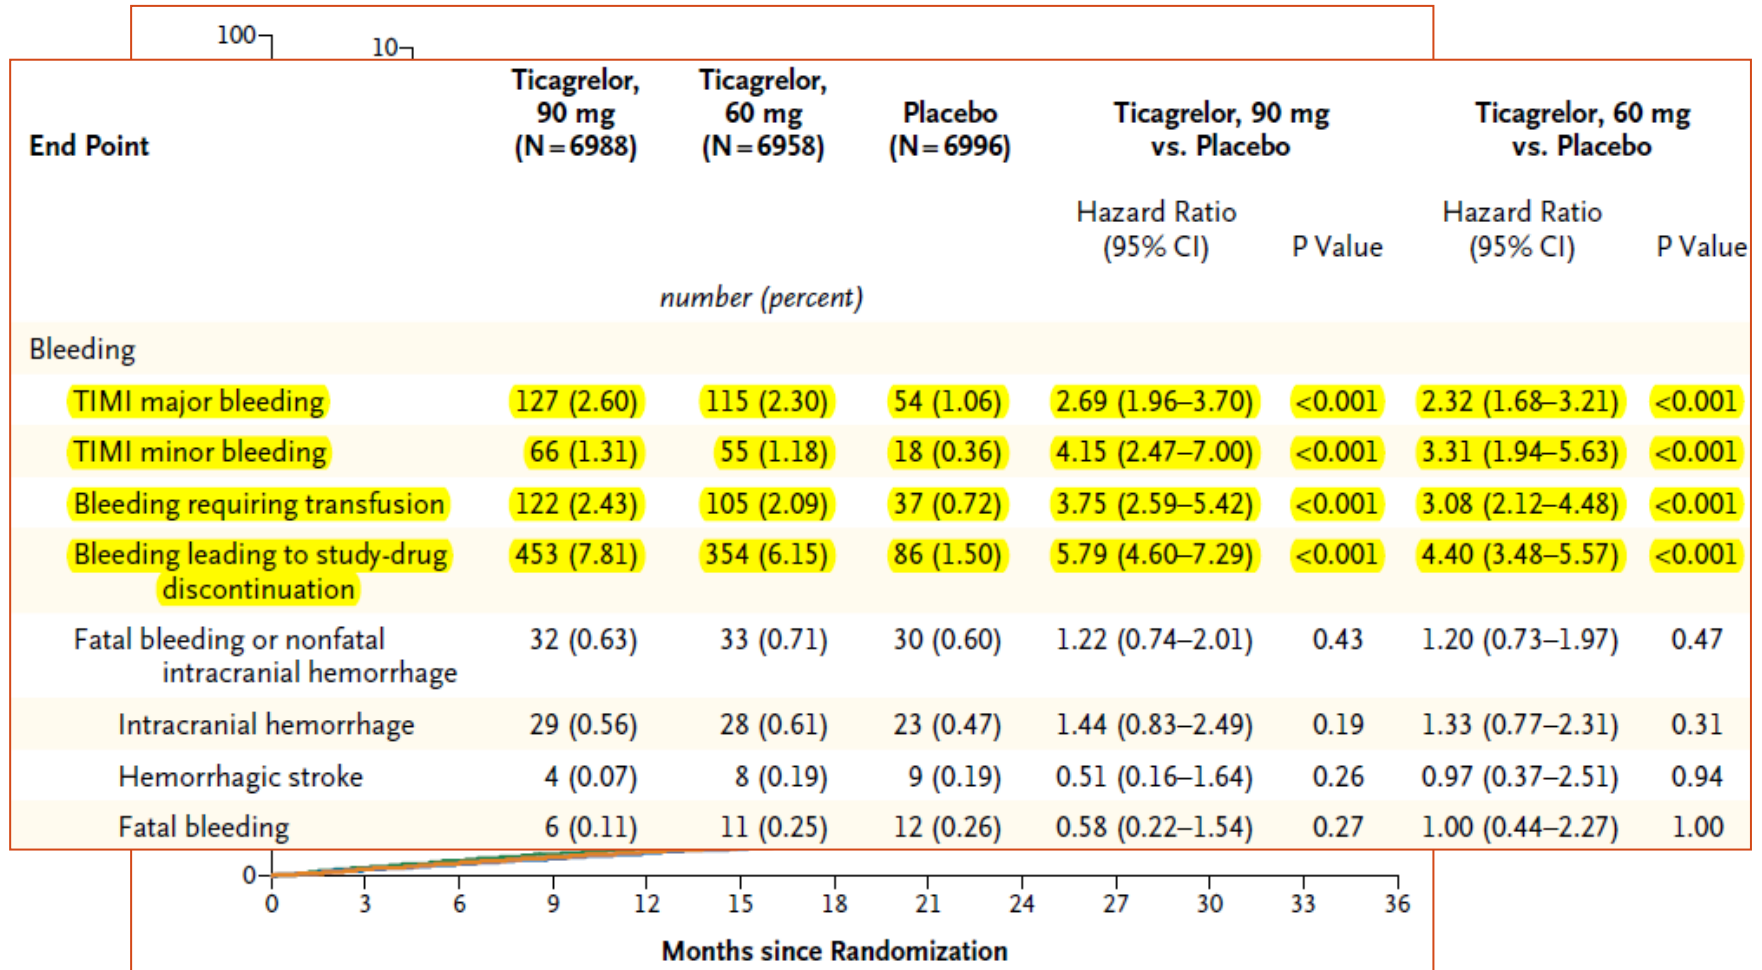 100
10
End Point
Ticagrelor, 90 mg (N=6988)
Ticagrelor, 60 mg (N=6958)
Placebo (N=6996)
Ticagrelor, 90 mg vs. Placebo
Ticagrelor, 60 mg vs. Placebo
Hazard Ratio (95% CI) P Value Hazard Ratio (95% CI) P Value
number (percent)
Bleeding
TIMI major bleeding 127 (2.60) 115 (2.30) 54 (1.06) 2.69 (1.96–3.70) <0.001 2.32 (1.68–3.21) <0.001
TIMI minor bleeding 66 (1.31) 55 (1.18) 18 (0.36) 4.15 (2.47–7.00) <0.001 3.31 (1.94–5.63) <0.001
Bleeding requiring transfusion 122 (2.43) 105 (2.09) 37 (0.72) 3.75 (2.59–5.42) <0.001 3.08 (2.12–4.48) <0.001
Bleeding leading to study-drug 453 (7.81) 354 (6.15) 86 (1.50) 5.79 (4.60–7.29) <0.001 4.40 (3.48–5.57) <0.001
discontinuation
Fatal bleeding or nonfatal 32 (0.63) 33 (0.71) 30 (0.60) 1.22 (0.74–2.01) 0.43 1.20 (0.73–1.97) 0.47
intracranial hemorrhage
Intracranial hemorrhage 29 (0.56) 28 (0.61) 23 (0.47) 1.44 (0.83–2.49) 0.19 1.33 (0.77–2.31) 0.31
Hemorrhagic stroke 4 (0.07) 8 (0.19) 9 (0.19) 0.51 (0.16–1.64) 0.26 0.97 (0.37–2.51) 0.94
Fatal bleeding 6 (0.11) 11 (0.25) 12 (0.26) 0.58 (0.22–1.54) 0.27 1.00 (0.44–2.27) 1.00
0
0 3 6 9 12 15 18 21 24 27 30 33 36
Months since Randomization